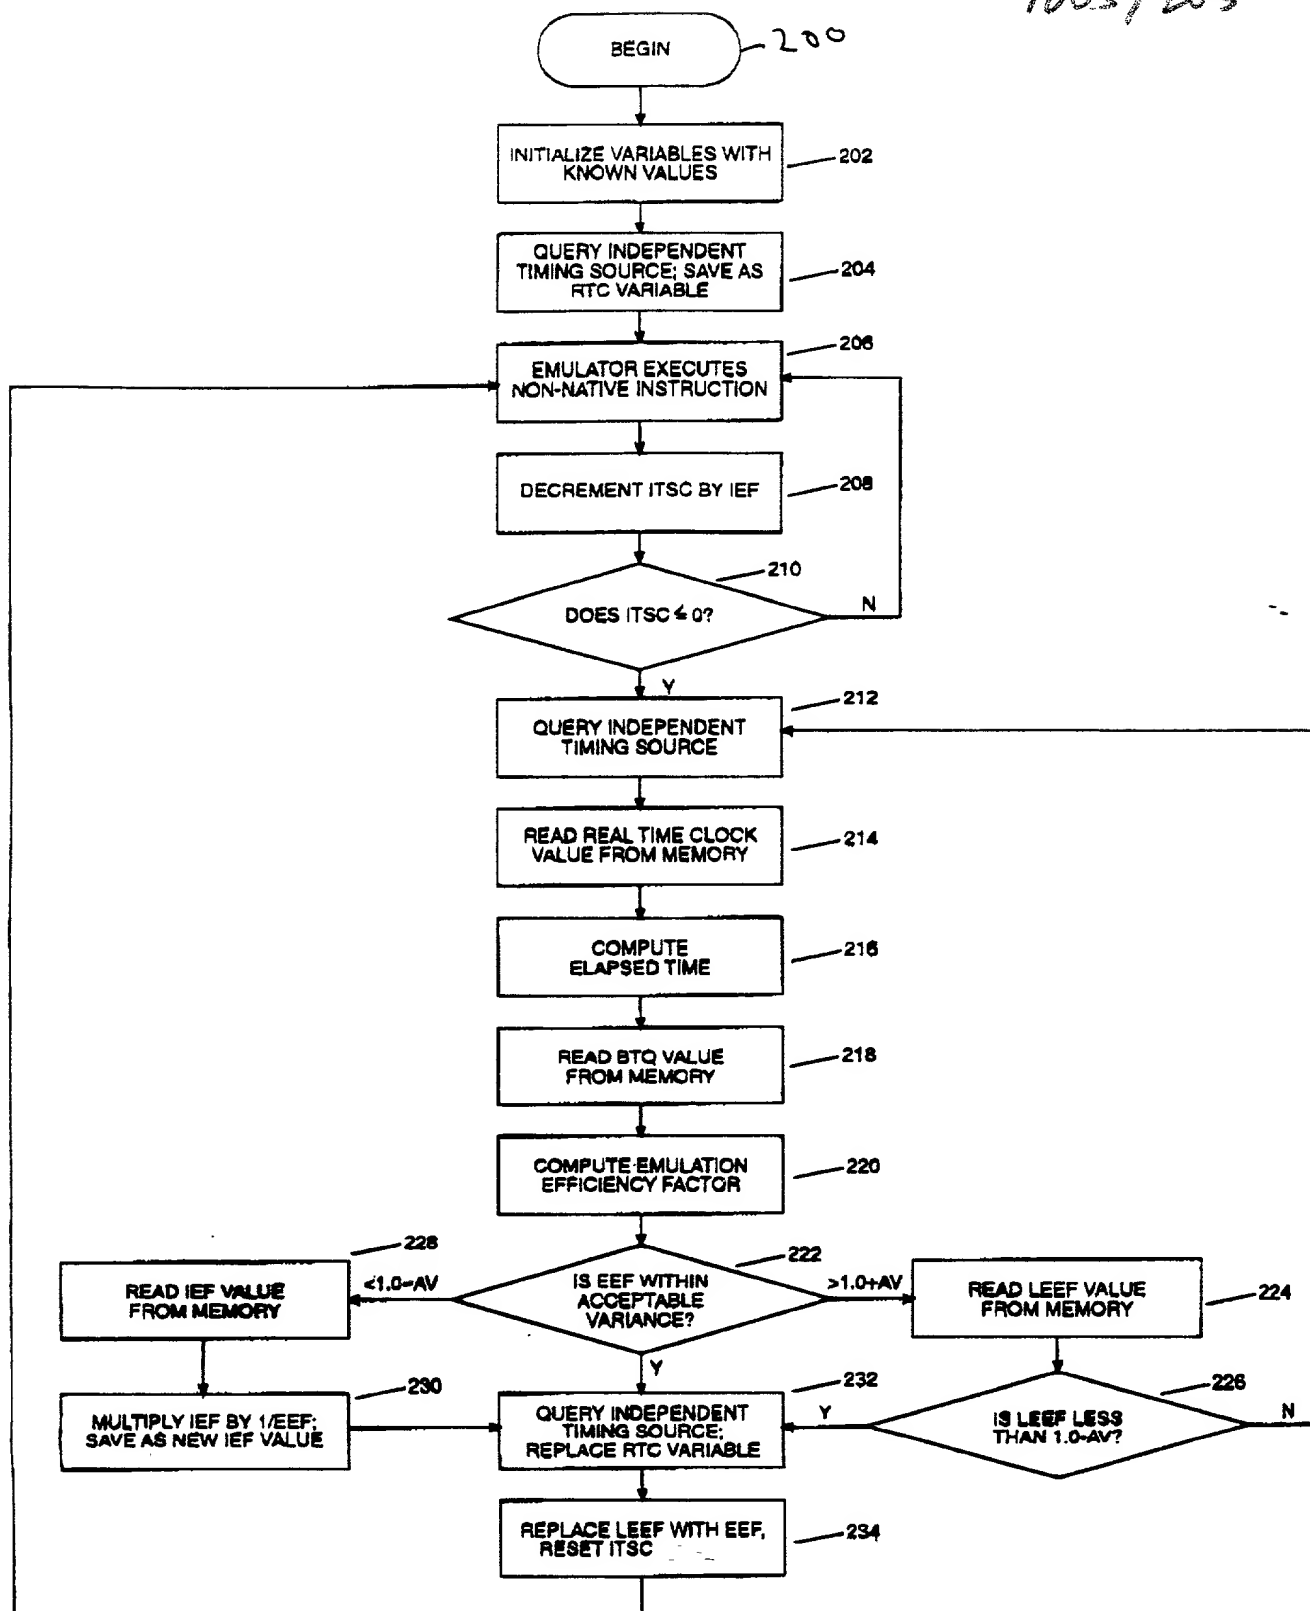 BEGIN
200
INITIALIZE VARIABLES WITH
KNOWN VALUES
202
QUERY INDEPENDENT
TIMING SOURCE; SAVE AS
RTC VARIABLE
204
206
EMULATOR EXECUTES
NON-NATIVE INSTRUCTION
DECREMENT ITSC BY IEF
208
210
DOES ITSC ≤ 0?
N
Y
212
QUERY INDEPENDENT
TIMING SOURCE
READ REAL TIME CLOCK
VALUE FROM MEMORY
214
COMPUTE
ELAPSED TIME
216
READ BTQ VALUE
FROM MEMORY
218
COMPUTE EMULATION
EFFICIENCY FACTOR
220
228
222
READ IEF VALUE
FROM MEMORY
<1.0-AV
IS EEF WITHIN
ACCEPTABLE
VARIANCE?
>1.0+AV
READ LEEF VALUE
FROM MEMORY
224
Y
230
232
226
MULTIPLY IEF BY 1/EEF;
SAVE AS NEW IEF VALUE
QUERY INDEPENDENT
TIMING SOURCE;
REPLACE RTC VARIABLE
Y
IS LEEF LESS
THAN 1.0-AV?
N
REPLACE LEEF WITH EEF,
RESET ITSC
234